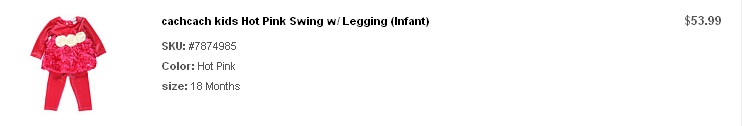 cachcach kids Hot Pink Swing w/ Legging (Infant)
$53.99
SKU: #7874985
Color: Hot Pink
size: 18 Months